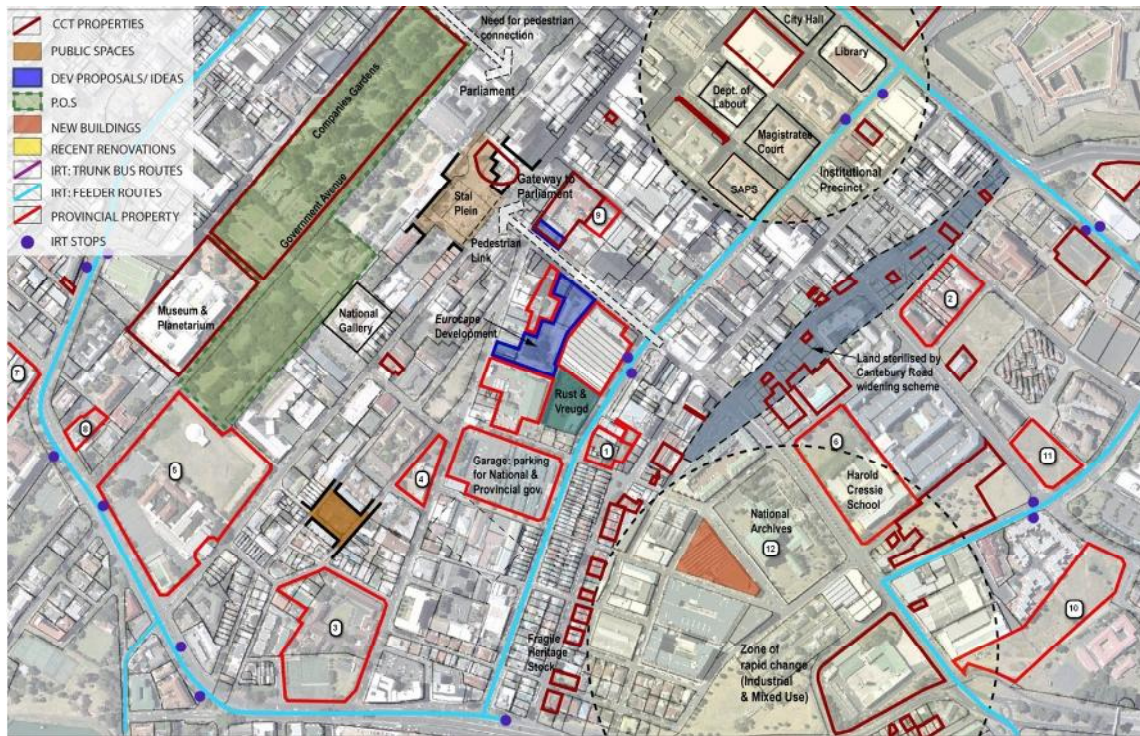 CCT PROPERTIES
PUBLIC SPACES
DEV PROPOSALS/ IDEAS
P.O.S
NEW BUILDINGS
RECENT RENOVATIONS
IRT: TRUNK BUS ROUTES
IRT: FEEDER ROUTES
PROVINCIAL PROPERTY
IRT STOPS
Need for pedestrian
connection
Parliament
Companies Gardens
Government Avenue
City Hall
Library
Dept. of
Labout
Magistrates
Court
SAPS
Institutional
Precinct
Stal
Plein
Gateway to
Parliament
9
Pedestrian
Link
Museum &
Planetarium
National
Gallery
Eurocape
Development
2
Land sterilised by
Cantebury Road
widening scheme
7
8
5
Rust &
Vreugd
1
4
Garage: parking
for National &
Provincial gov.
6
Harold
Cressie
School
11
National
Archives
12
3
10
Fragile
Heritage
Stock
Zone of
rapid change
(Industrial
& Mixed Use)